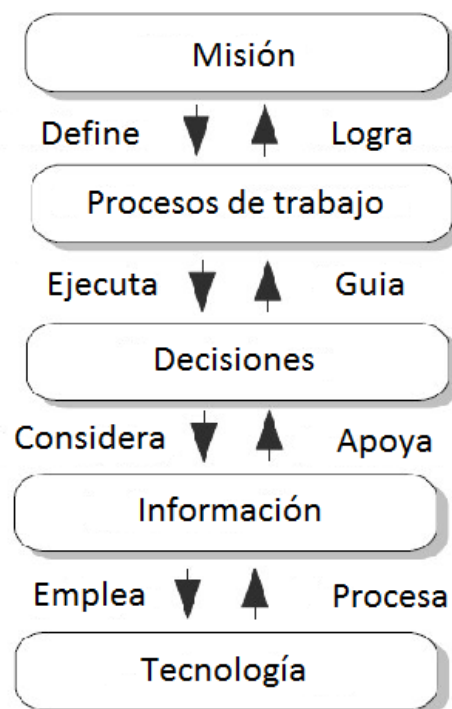 Misión
Define Logra
Procesos de trabajo
Ejecuta Guia
Decisiones
Considera Apoya
Información
Emplea Procesa
Tecnología